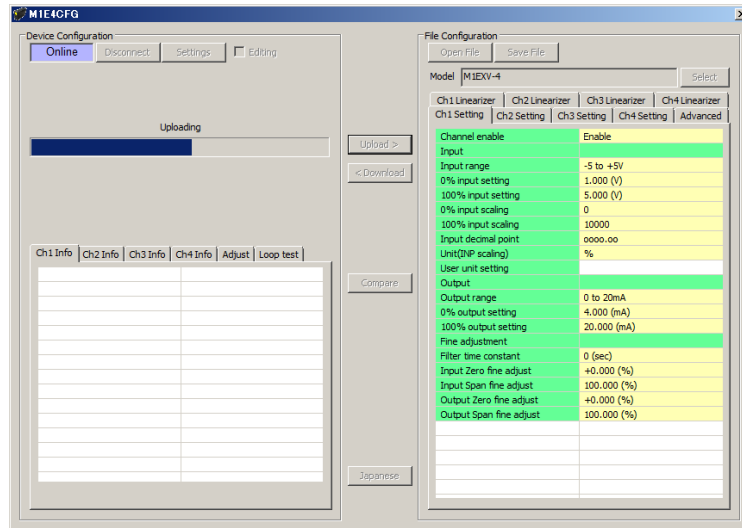 M1E4CFG
Device Configuration
Online Disconnect Settings Editing
Uploading
Ch1 Info Ch2 Info Ch3 Info Ch4 Info Adjust Loop test
Upload >
< Download
Compare
Japanese
File Configuration
Open File Save File
Model M1EXV-4 Select
Ch1 Linearizer Ch2 Linearizer Ch3 Linearizer Ch4 Linearizer
Ch1 Setting Ch2 Setting Ch3 Setting Ch4 Setting Advanced
Channel enable Enable
Input
Input range -5 to +5V
0% input setting 1.000 (V)
100% input setting 5.000 (V)
0% input scaling 0
100% input scaling 10000
Input decimal point oooo.oo
Unit(INP scaling) %
User unit setting
Output
Output range 0 to 20mA
0% output setting 4.000 (mA)
100% output setting 20.000 (mA)
Fine adjustment
Filter time constant 0 (sec)
Input Zero fine adjust +0.000 (%)
Input Span fine adjust 100.000 (%)
Output Zero fine adjust +0.000 (%)
Output Span fine adjust 100.000 (%)